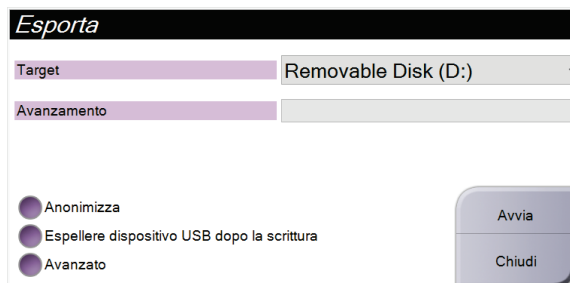 Esporta
Target
Removable Disk (D:)
Avanzamento
Anonimizza
Espellere dispositivo USB dopo la scrittura
Avanzato
Avvia
Chiudi